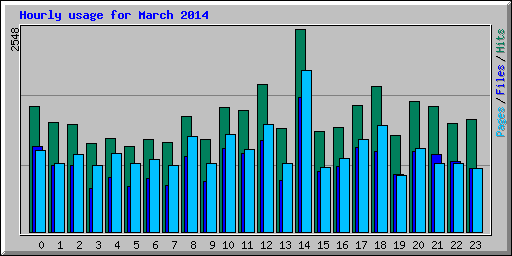 Hourly usage for March 2014
2548
Pages / Files / Hits
0 1 2 3 4 5 6 7 8 9 10 11 12 13 14 15 16 17 18 19 20 21 22 23